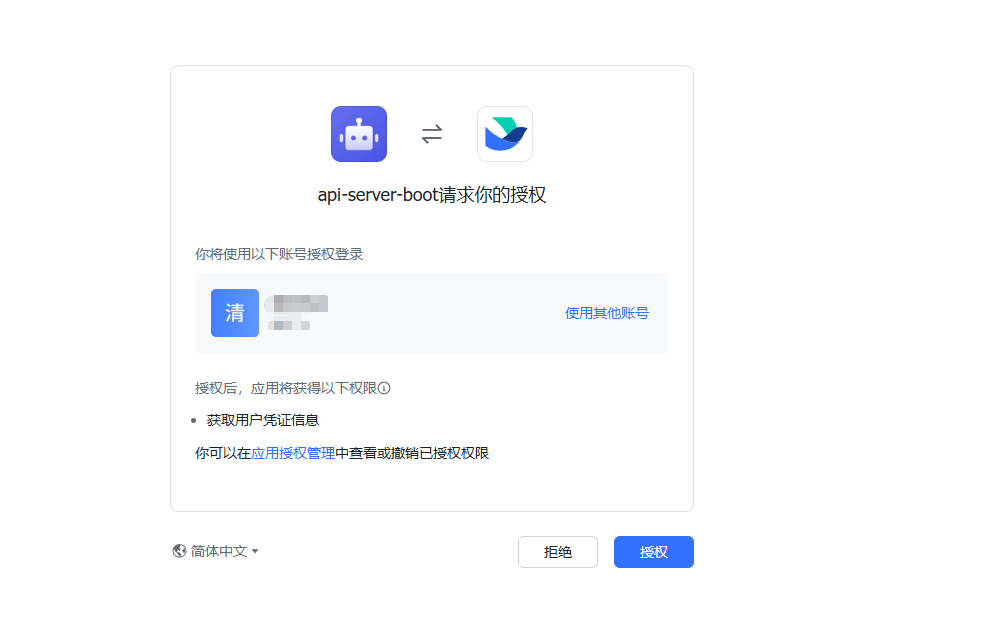 api-server-boot请求你的授权
你将使用以下账号授权登录
清
使用其他账号
授权后，应用将获得以下权限
获取用户凭证信息
你可以在应用授权管理中查看或撤销已授权权限
简体中文
拒绝
授权